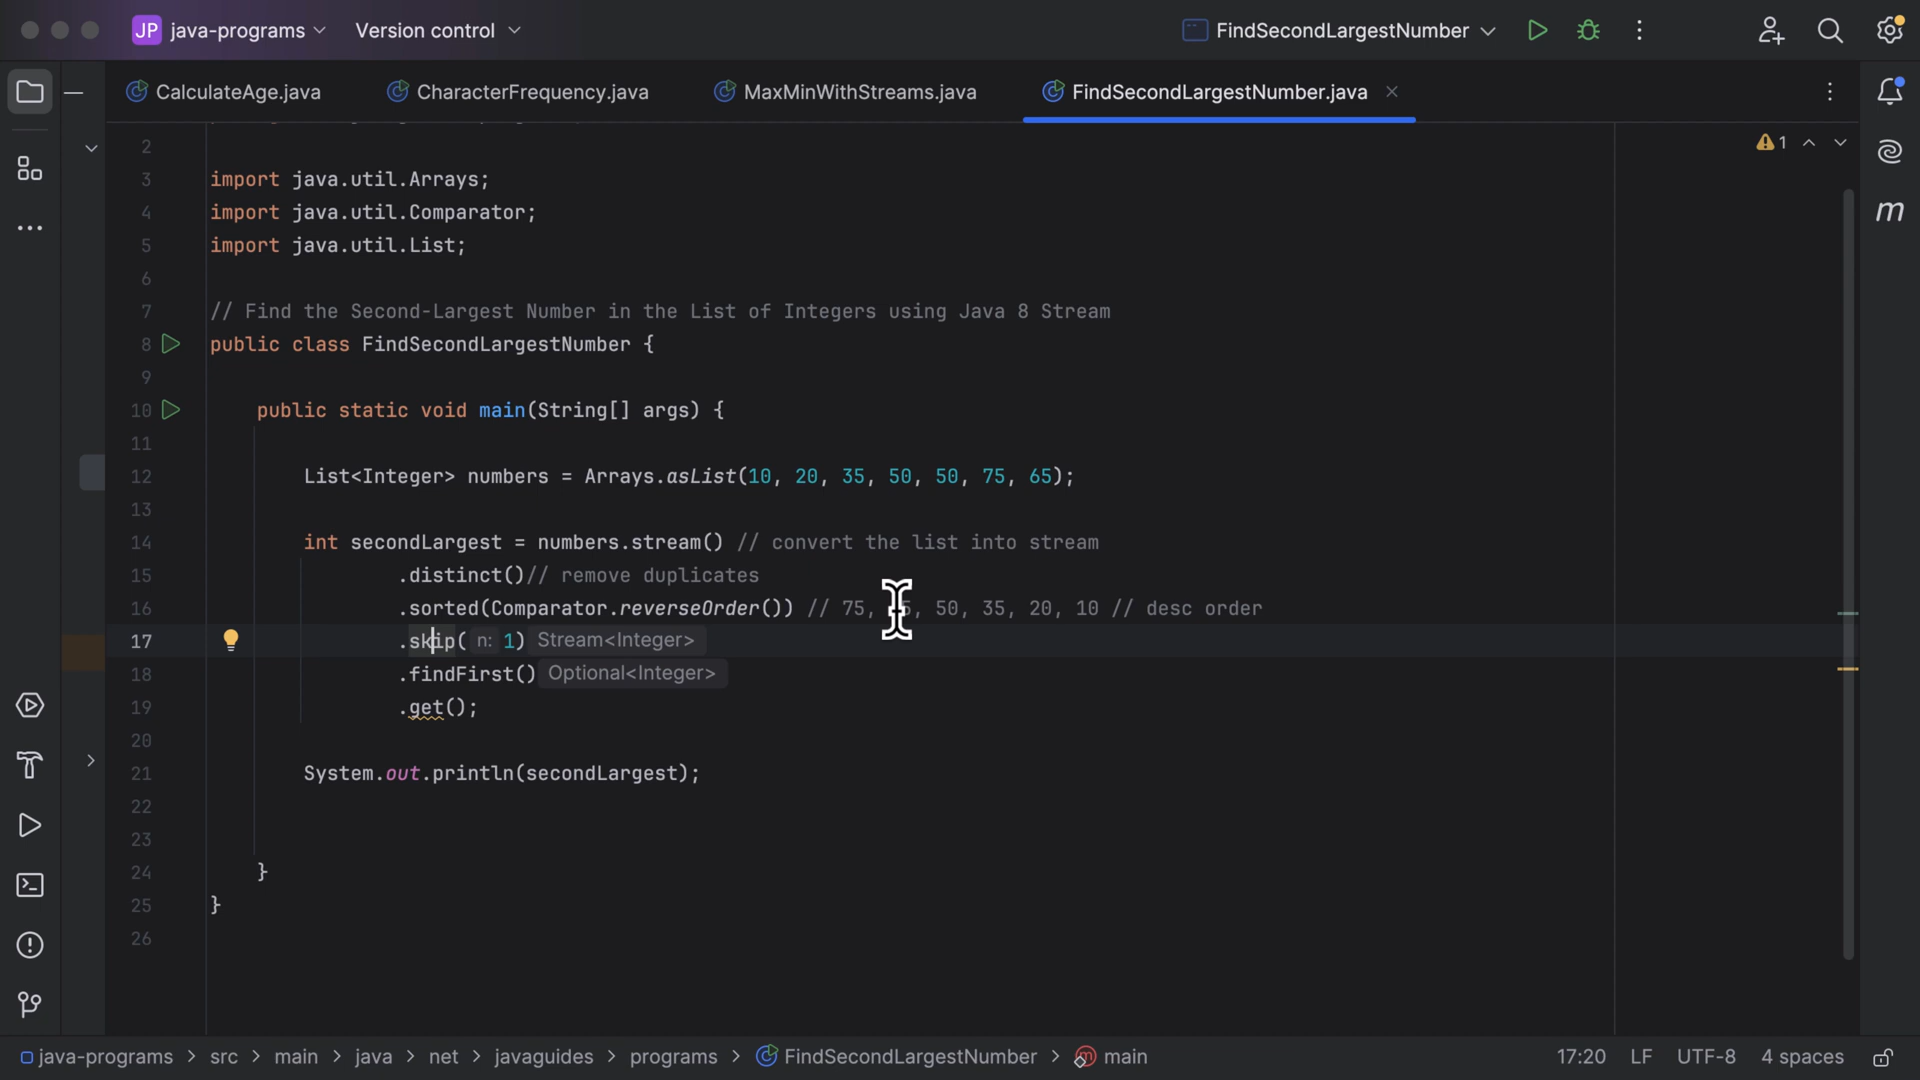 JP java-programs Version control FindSecondLargestNumber
CalculateAge.java CharacterFrequency.java MaxMinWithStreams.java FindSecondLargestNumber.java
2 1
3 import java.util.Arrays;
4 import java.util.Comparator;
5 import java.util.List;
6
7 // Find the Second-Largest Number in the List of Integers using Java 8 Stream
8 public class FindSecondLargestNumber {
9
10 public static void main(String[] args) {
11
12 List<Integer> numbers = Arrays.asList(10, 20, 35, 50, 50, 75, 65);
13
14 int secondLargest = numbers.stream() // convert the list into stream
15 .distinct()// remove duplicates
16 .sorted(Comparator.reverseOrder()) // 75, 50, 35, 20, 10 // desc order
17 .skip( n: 1) Stream<Integer>
18 .findFirst() Optional<Integer>
19 .get();
20
21 System.out.println(secondLargest);
22
23
24 }
25 }
26
m
java-programs > src > main > java > net > javaguides > programs > FindSecondLargestNumber > m main 17:20 LF UTF-8 4 spaces